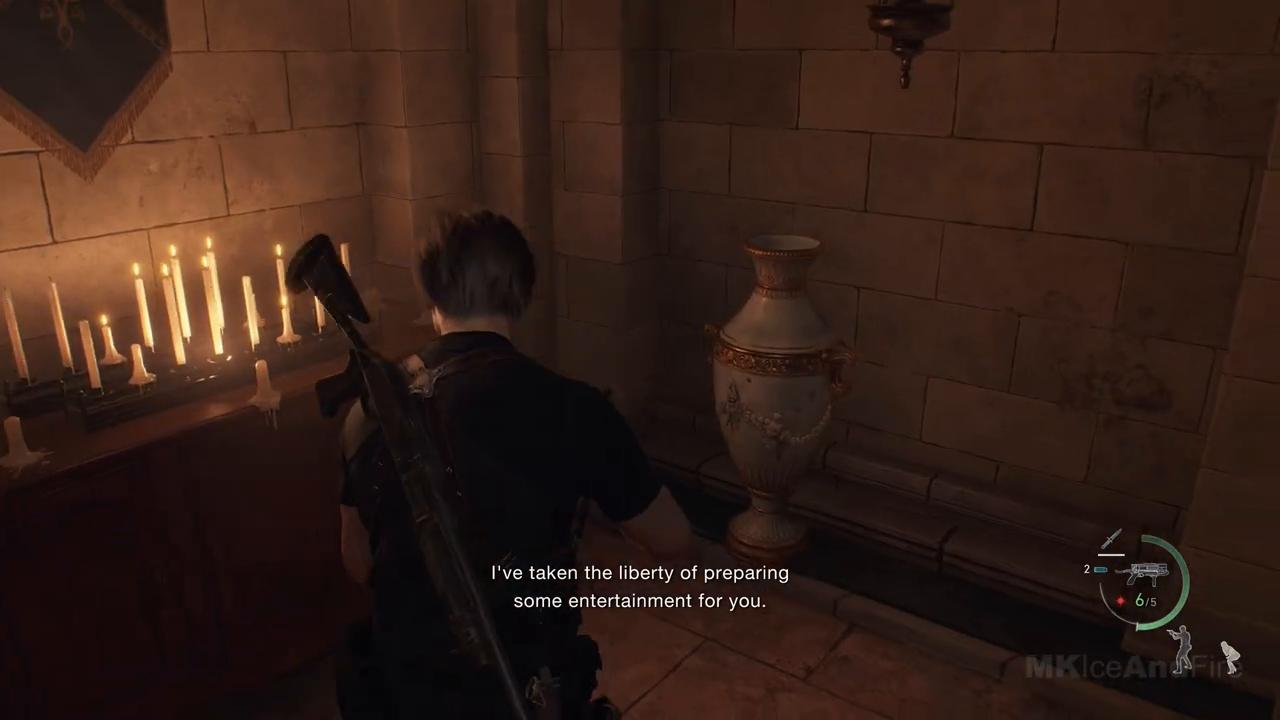 I've taken the liberty of preparing
some entertainment for you.
2
6/5
MKIceAndFire